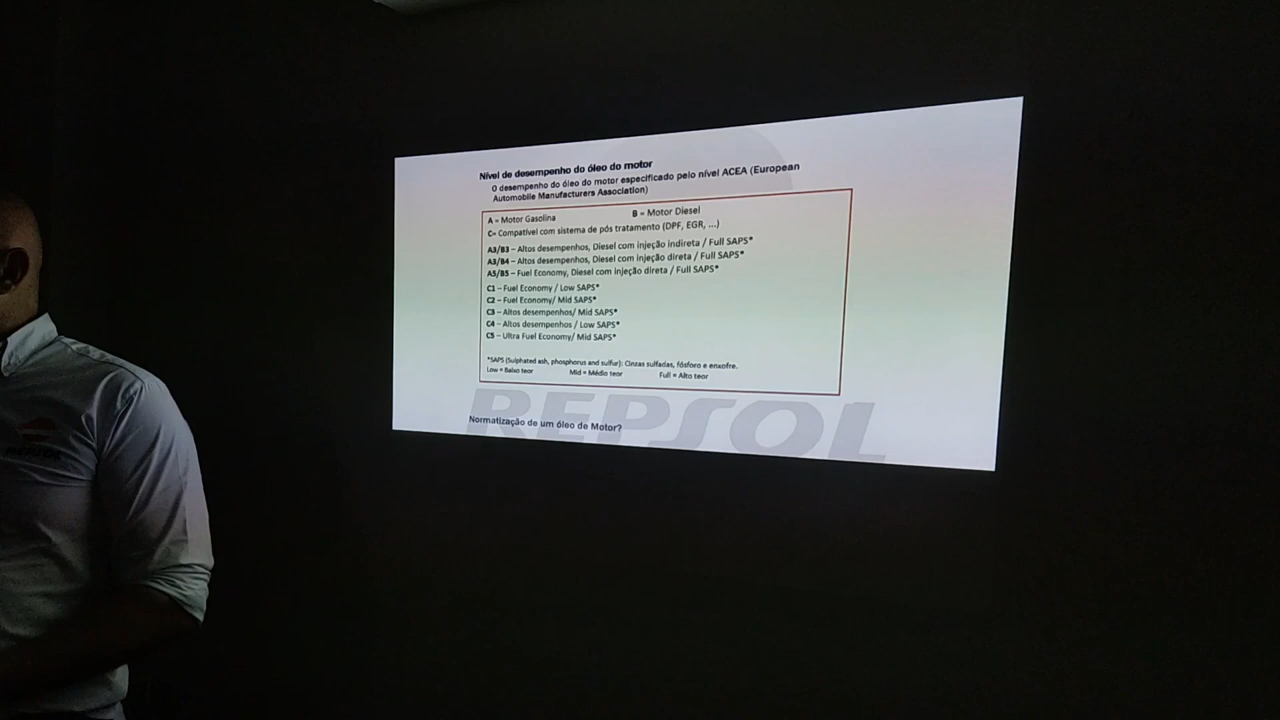 Nível de desempenho do óleo do motor
O desempenho do óleo do motor especificado pelo nível ACEA (European
Automobile Manufacturers Association)
A = Motor Gasolina B = Motor Diesel
C= Compatível com sistema de pós tratamento (DPF, EGR, ...)
A3/B3 – Altos desempenhos, Diesel com injeção indireta / Full SAPS*
A3/B4 – Altos desempenhos, Diesel com injeção direta / Full SAPS*
A5/B5 – Fuel Economy, Diesel com injeção direta / Full SAPS*
C1 – Fuel Economy / Low SAPS*
C2 – Fuel Economy/ Mid SAPS*
C3 – Altos desempenhos/ Mid SAPS*
C4 – Altos desempenhos / Low SAPS*
C5 – Ultra Fuel Economy/ Mid SAPS*
*SAPS (Sulphated ash, phosphorus and sulfur): Cinzas sulfadas, fósforo e enxofre.
Low = Baixo teor Mid = Médio teor Full = Alto teor
REPSOL
Normatização de um óleo de Motor?
REPSOL